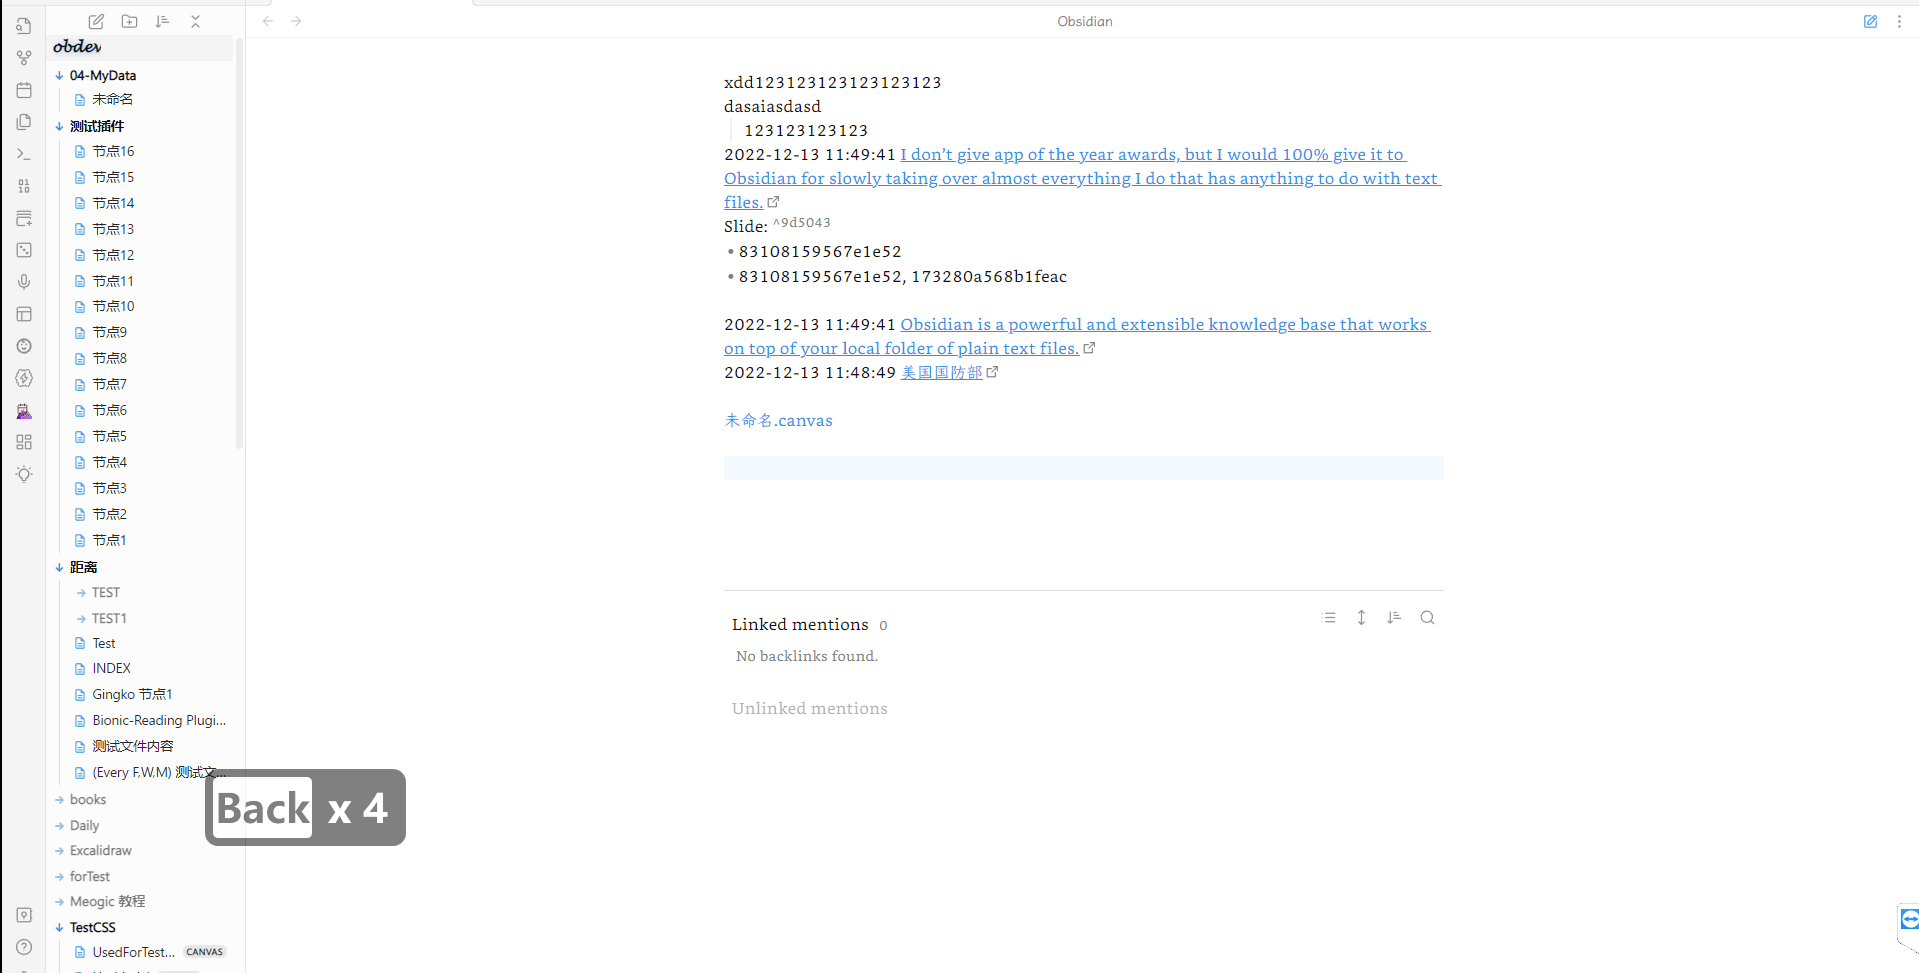 Obsidian
obdev
04-MyData
未命名
测试插件
节点16
节点15
节点14
节点13
节点12
节点11
节点10
节点9
节点8
节点7
节点6
节点5
节点4
节点3
节点2
节点1
距离
TEST
TEST1
Test
INDEX
Gingko 节点1
Bionic-Reading Plugi...
测试文件内容
(Every F,W,M) 测试文...
books
Daily
Excalidraw
forTest
Meogic 教程
TestCSS
UsedForTest... CANVAS
xdd123123123123123123
dasaiasdasd
123123123123
2022-12-13 11:49:41 I don’t give app of the year awards, but I would 100% give it to
Obsidian for slowly taking over almost everything I do that has anything to do with text
files.
Slide: ^9d5043
• 83108159567e1e52
• 83108159567e1e52, 173280a568b1feac
2022-12-13 11:49:41 Obsidian is a powerful and extensible knowledge base that works
on top of your local folder of plain text files.
2022-12-13 11:48:49 美国国防部
未命名.canvas
Linked mentions 0
No backlinks found.
Unlinked mentions
Back x 4